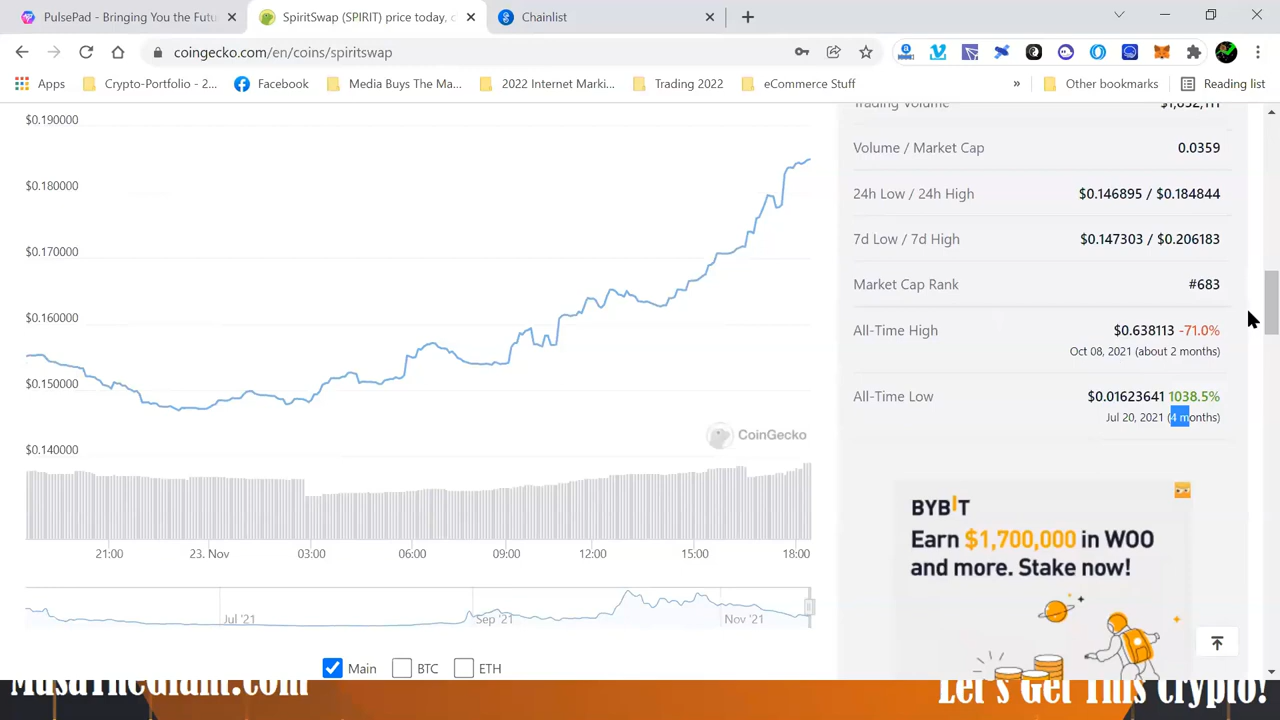 PulsePad - Bringing You the Futu
SpiritSwap (SPIRIT) price today, c
Chainlist
coingecko.com/en/coins/spiritswap
Apps
Crypto-Portfolio - 2...
Facebook
Media Buys The Ma...
2022 Internet Marki...
Trading 2022
eCommerce Stuff
»
Other bookmarks
Reading list
$0.190000
$0.180000
$0.170000
$0.160000
$0.150000
$0.140000
CoinGecko
21:00
23. Nov
03:00
06:00
09:00
12:00
15:00
18:00
Jul '21
Sep '21
Nov '21
Main
BTC
ETH
Trading Volume
Volume / Market Cap 0.0359
24h Low / 24h High $0.146895 / $0.184844
7d Low / 7d High $0.147303 / $0.206183
Market Cap Rank #683
All-Time High $0.638113 -71.0%
Oct 08, 2021 (about 2 months)
All-Time Low $0.01623641 1038.5%
Jul 20, 2021 (4 months)
BYBIT
Earn $1,700,000 in WOO
and more. Stake now!
MusaTheGiant.com
Let's Get This Crypto!